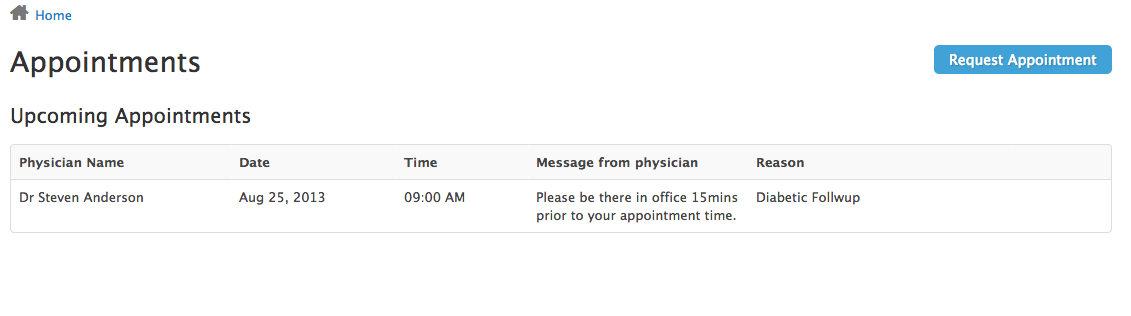 Home
Appointments
Request Appointment
Upcoming Appointments
Physician Name Date Time Message from physician Reason
Dr Steven Anderson Aug 25, 2013 09:00 AM Please be there in office 15mins Diabetic Follwup
prior to your appointment time.